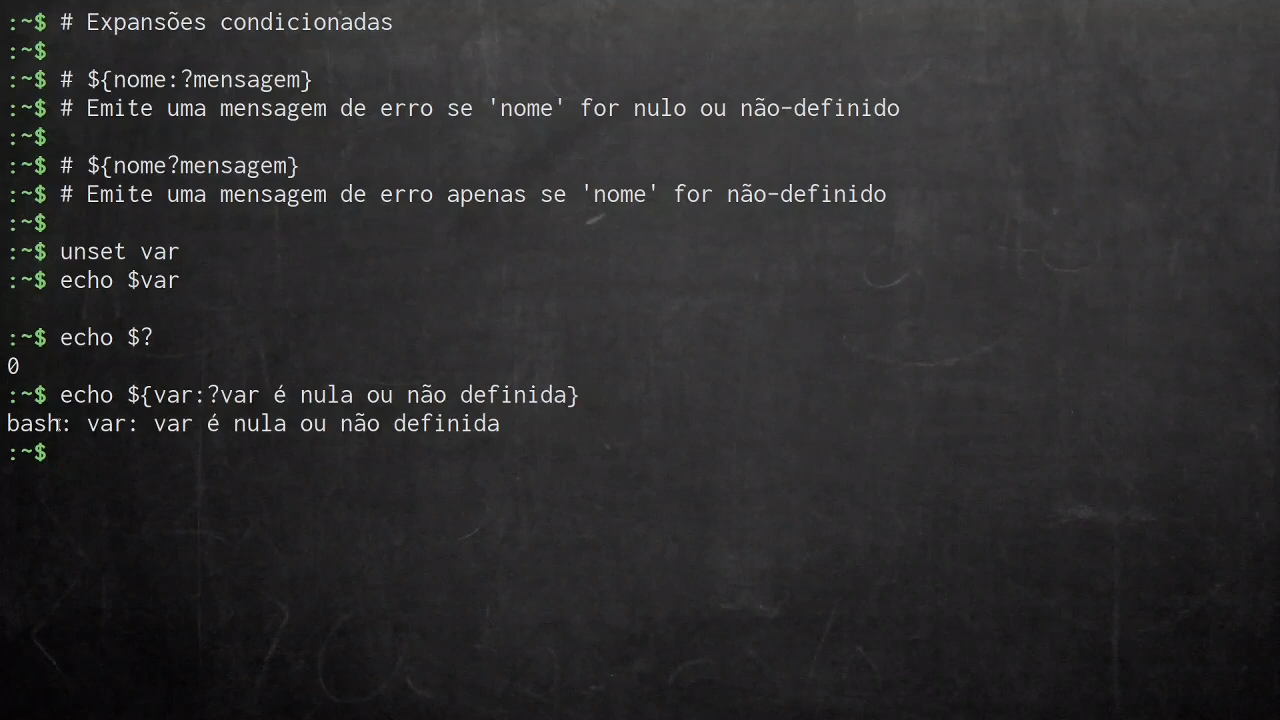 :~$ # Expansões condicionadas
:~$
:~$ # ${nome:?mensagem}
:~$ # Emite uma mensagem de erro se 'nome' for nulo ou não-definido
:~$
:~$ # ${nome?mensagem}
:~$ # Emite uma mensagem de erro apenas se 'nome' for não-definido
:~$
:~$ unset var
:~$ echo $var
:~$ echo $?
0
:~$ echo ${var:?var é nula ou não definida}
bash: var: var é nula ou não definida
:~$